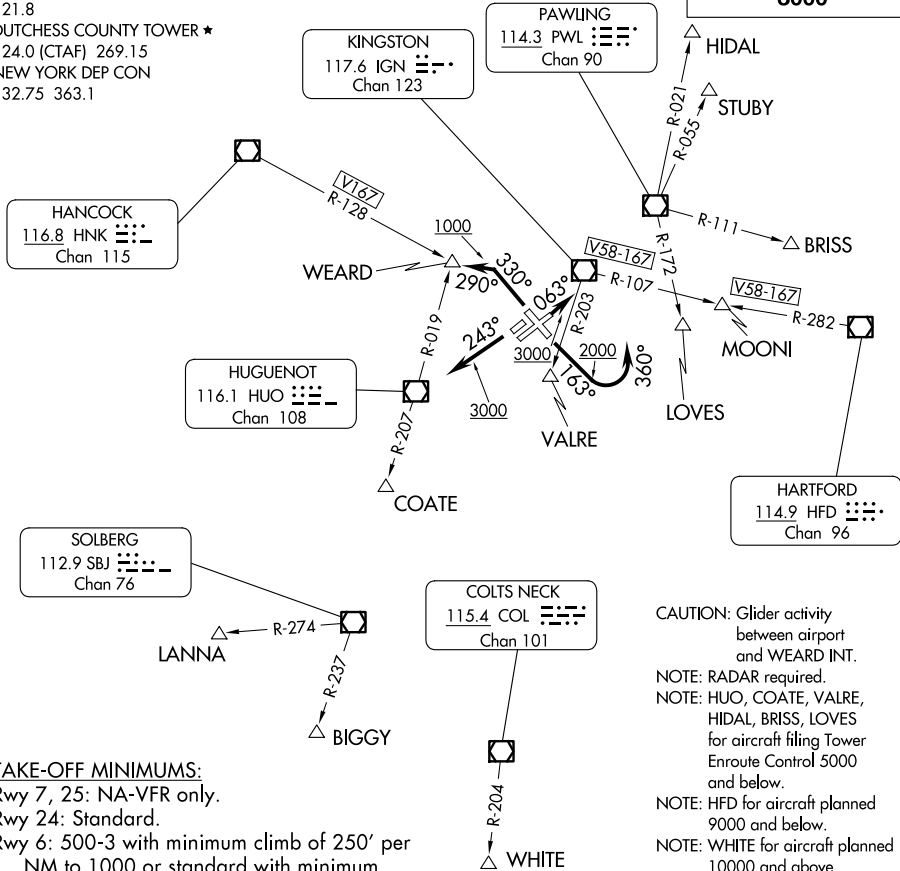 21.8
DUTCHESS COUNTY TOWER ★
24.0 (CTAF) 269.15
NEW YORK DEP CON
32.75 363.1
PAWLING
114.3 PWL
Chan 90
KINGSTON
117.6 IGN
Chan 123
HIDAL
STUBY
R-021
R-055
HANCOCK
116.8 HNK
Chan 115
V167
R-128
WEARD
1000
330°
290°
063°
243°
R-203
3000
3000
2000
163°
360°
V58-167
R-107
R-111
BRISS
R-172
V58-167
R-282
MOONI
LOVES
VALRE
R-019
HUGUENOT
116.1 HUO
Chan 108
R-207
COATE
HARTFORD
114.9 HFD
Chan 96
SOLBERG
112.9 SBJ
Chan 76
R-274
LANNA
R-237
BIGGY
COLTS NECK
115.4 COL
Chan 101
R-204
WHITE
CAUTION: Glider activity
between airport
and WEARD INT.
NOTE: RADAR required.
NOTE: HUO, COATE, VALRE,
HIDAL, BRISS, LOVES
for aircraft filing Tower
Enroute Control 5000
and below.
NOTE: HFD for aircraft planned
9000 and below.
NOTE: WHITE for aircraft planned
10000 and above.
TAKE-OFF MINIMUMS:
Rwy 7, 25: NA-VFR only.
Rwy 24: Standard.
Rwy 6: 500-3 with minimum climb of 250' per
NM to 1000 or standard with minimum